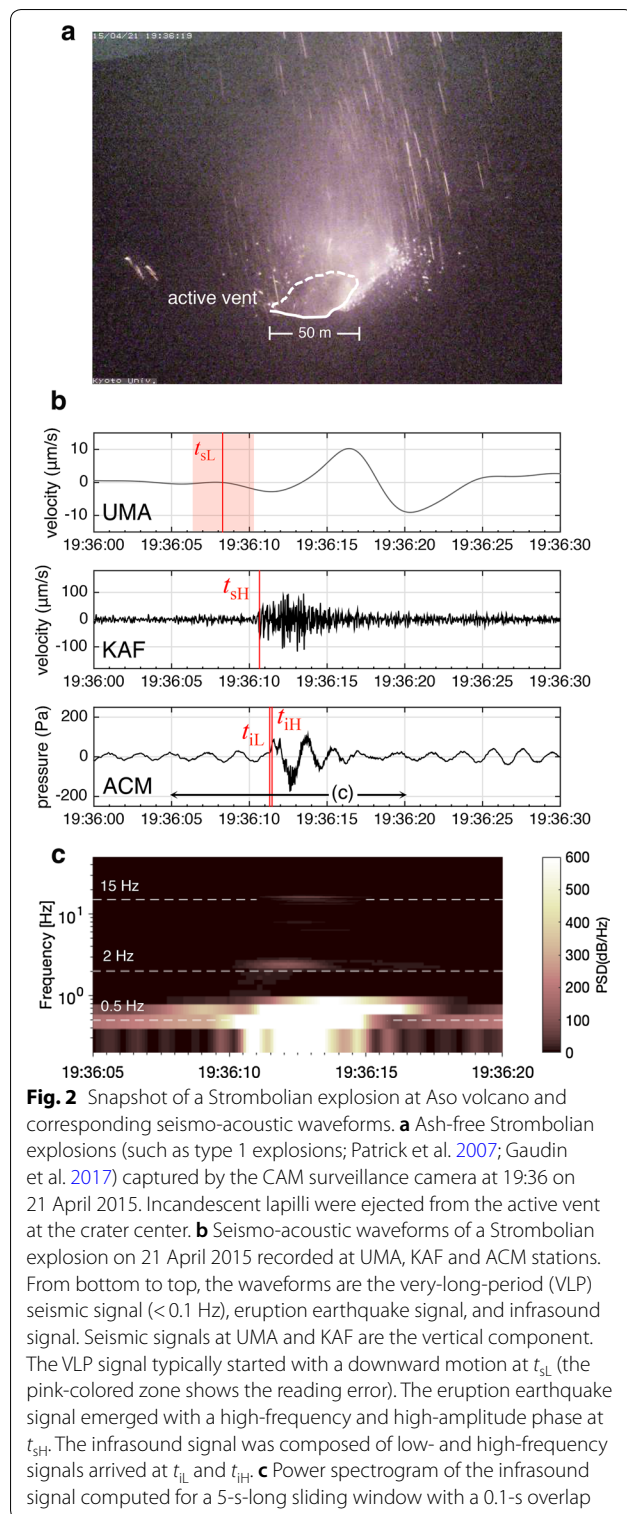 a
15/04/21 19:36:19
active vent
50 m
Kyoto Univ.
b
velocity (μm/s)
10
0
-10
t_sL
UMA
19:36:00 19:36:05 19:36:10 19:36:15 19:36:20 19:36:25 19:36:30
velocity (μm/s)
100
0
-100
t_sH
KAF
19:36:00 19:36:05 19:36:10 19:36:15 19:36:20 19:36:25 19:36:30
pressure (Pa)
200
0
-200
t_iL
t_iH
ACM
(c)
19:36:00 19:36:05 19:36:10 19:36:15 19:36:20 19:36:25 19:36:30
c
Frequency [Hz]
10^1
10^0
15 Hz
2 Hz
0.5 Hz
19:36:05 19:36:10 19:36:15 19:36:20
600
500
400
300
200
100
0
PSD(dB/Hz)
Fig. 2 Snapshot of a Strombolian explosion at Aso volcano and
corresponding seismo-acoustic waveforms. a Ash-free Strombolian
explosions (such as type 1 explosions; Patrick et al. 2007; Gaudin
et al. 2017) captured by the CAM surveillance camera at 19:36 on
21 April 2015. Incandescent lapilli were ejected from the active vent
at the crater center. b Seismo-acoustic waveforms of a Strombolian
explosion on 21 April 2015 recorded at UMA, KAF and ACM stations.
From bottom to top, the waveforms are the very-long-period (VLP)
seismic signal (< 0.1 Hz), eruption earthquake signal, and infrasound
signal. Seismic signals at UMA and KAF are the vertical component.
The VLP signal typically started with a downward motion at t_sL (the
pink-colored zone shows the reading error). The eruption earthquake
signal emerged with a high-frequency and high-amplitude phase at
t_sH. The infrasound signal was composed of low- and high-frequency
signals arrived at t_iL and t_iH. c Power spectrogram of the infrasound
signal computed for a 5-s-long sliding window with a 0.1-s overlap